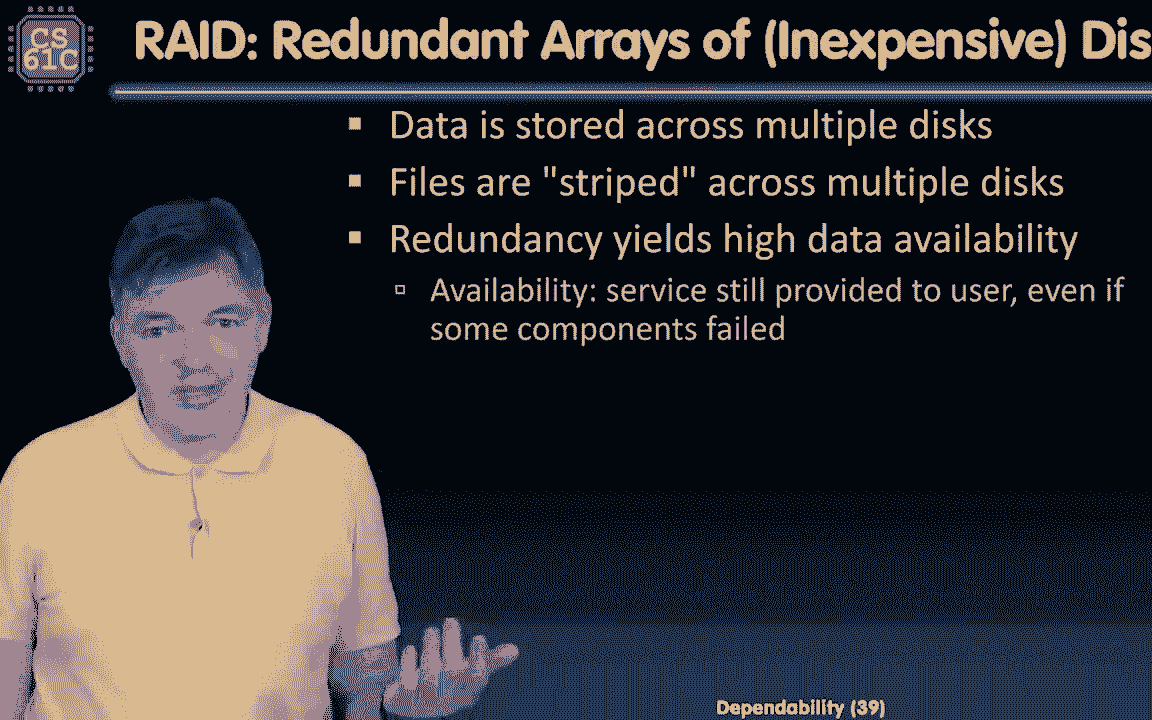 CS
61C
RAID: Redundant Arrays of (Inexpensive) Dis
Data is stored across multiple disks
Files are "striped" across multiple disks
Redundancy yields high data availability
Availability: service still provided to user, even if
some components failed
Dependability (39)